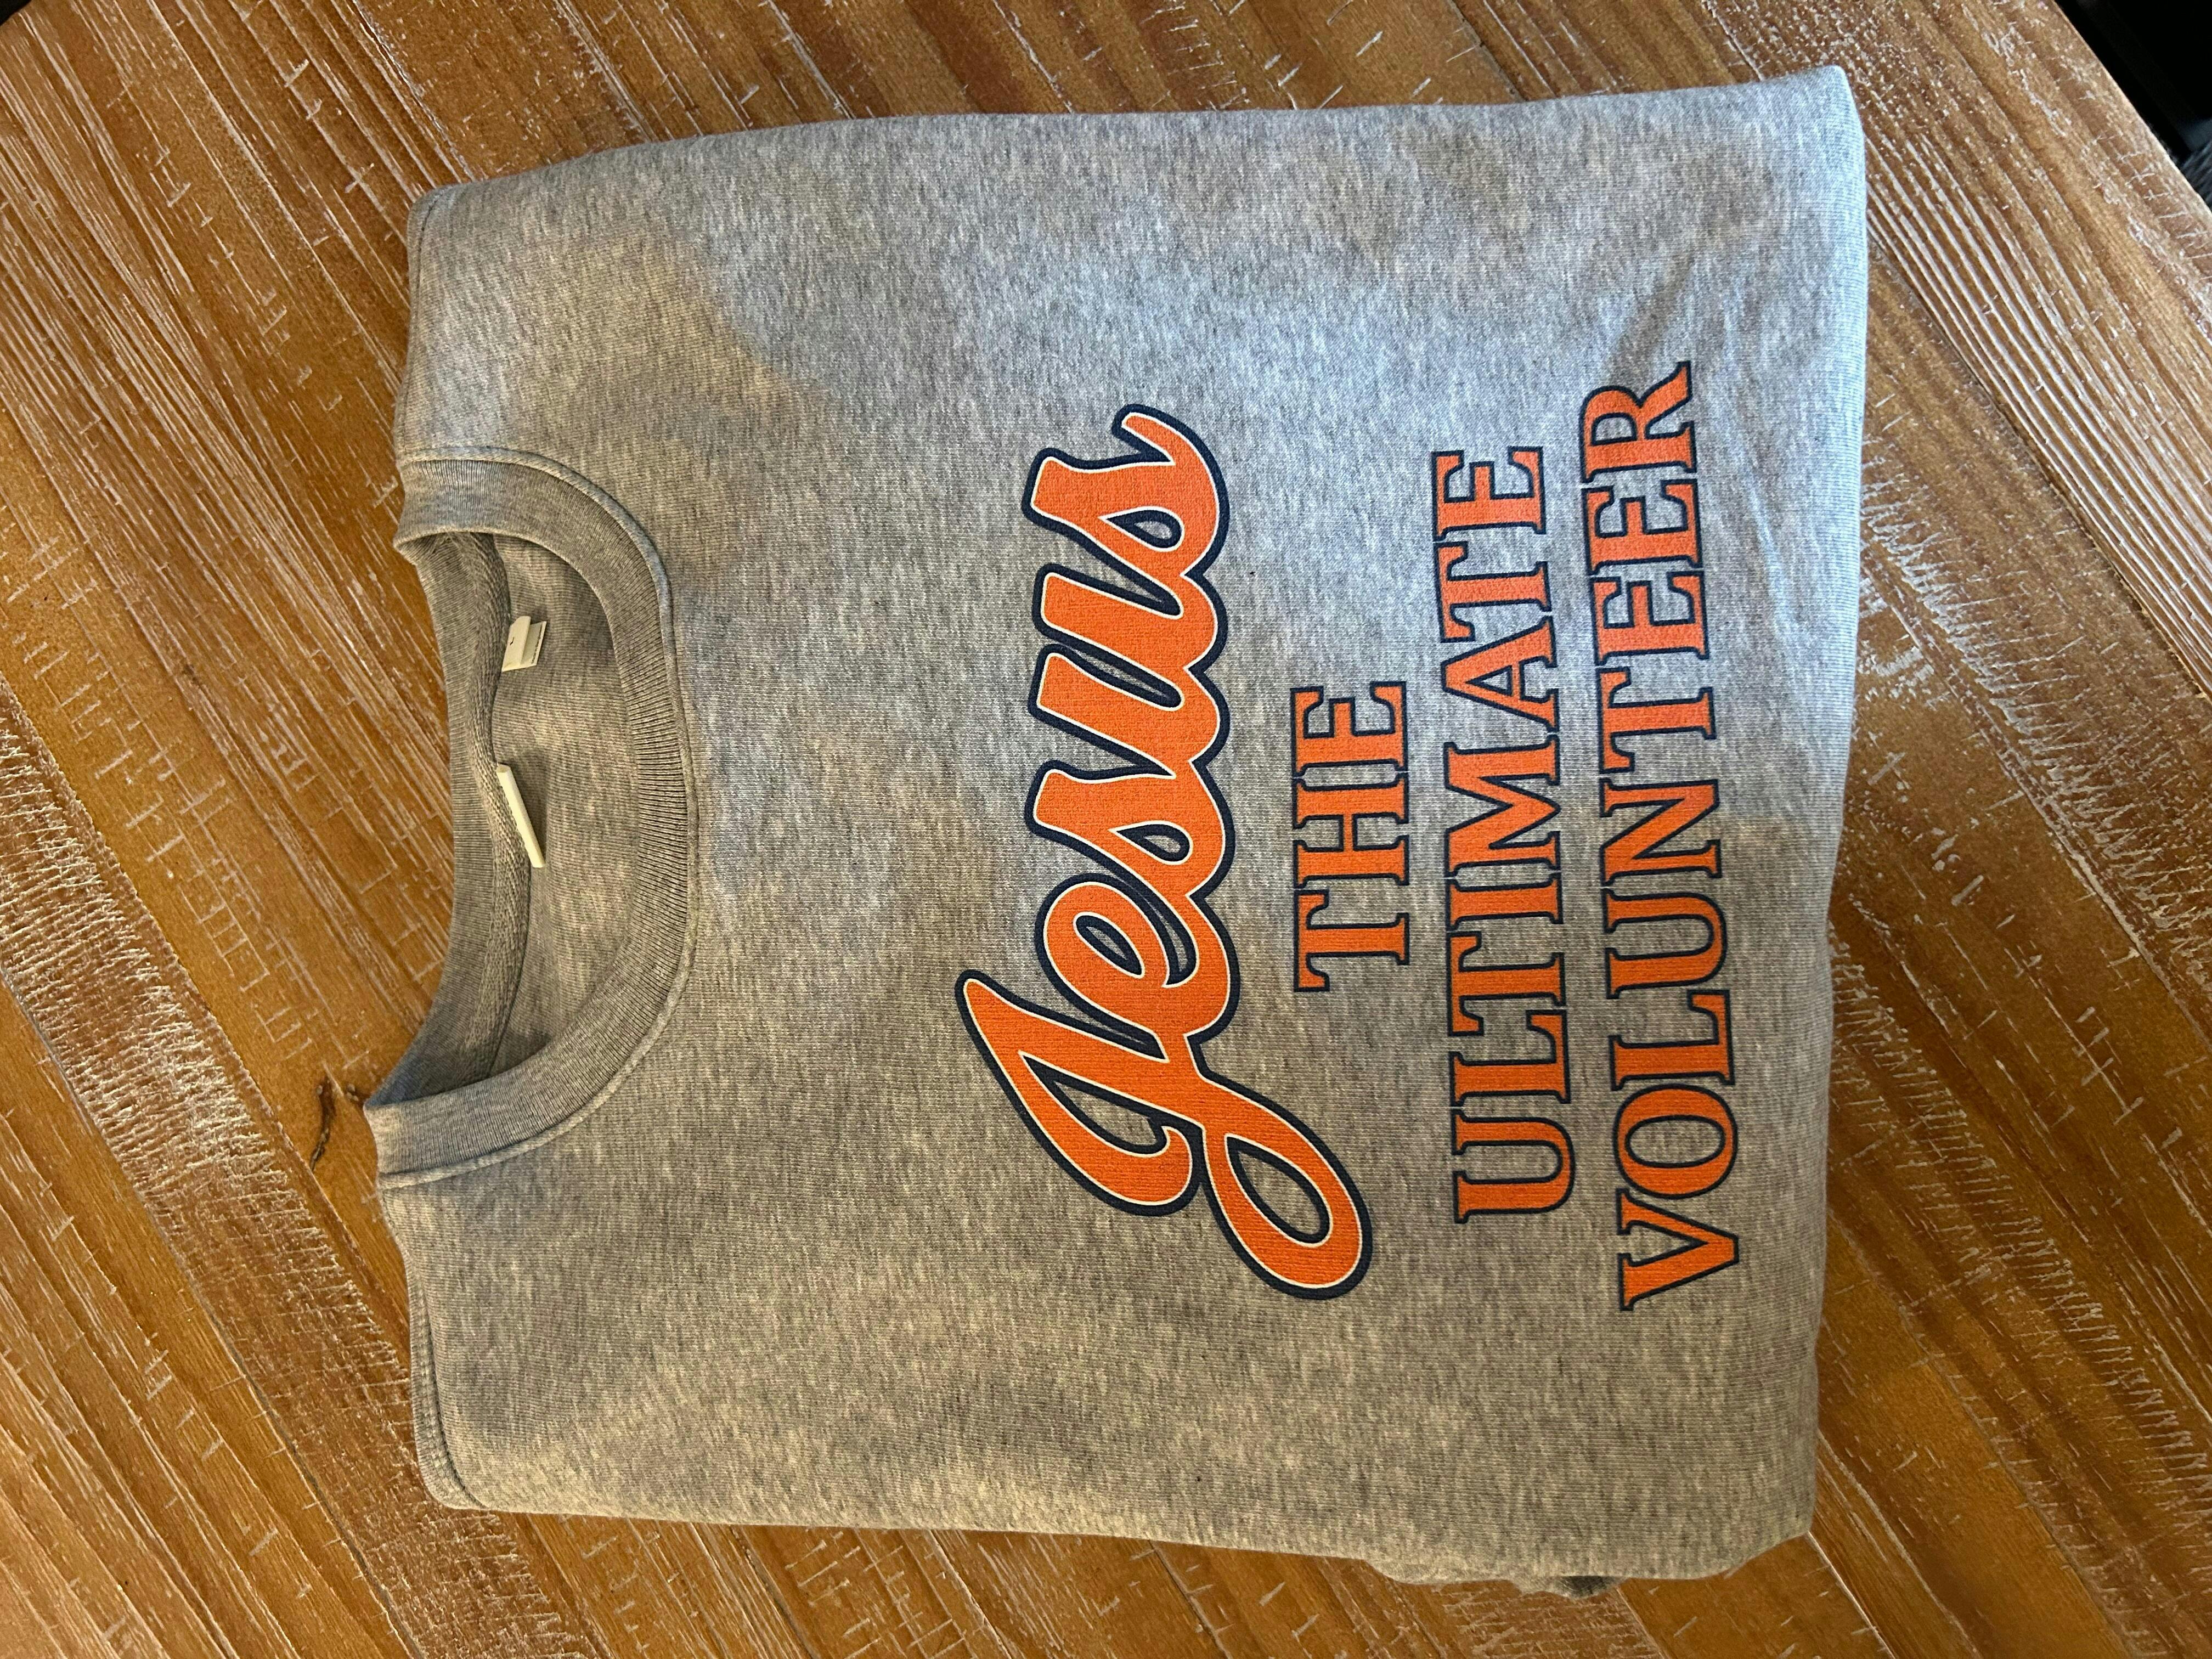 Jesus
THE
ULTIMATE
VOLUNTEER